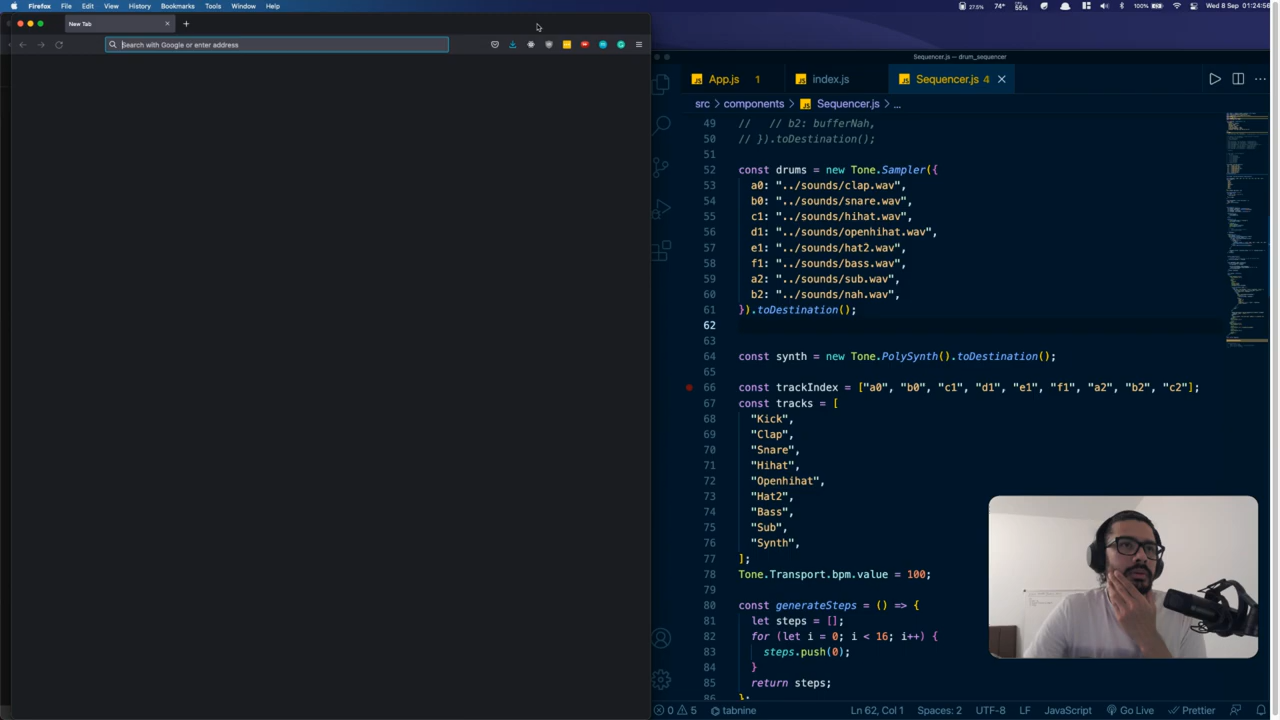 Firefox File Edit View History Bookmarks Tools Window Help
27.5% 74° 55% 100% Wed 8 Sep 01:24:56
New Tab
Search with Google or enter address
Sequencer.js — drum_sequencer
App.js 1 index.js Sequencer.js 4
src > components > Sequencer.js > ...
49 // // b2: bufferNah,
50 // }).toDestination();
51
52 const drums = new Tone.Sampler({
53 a0: "../sounds/clap.wav",
54 b0: "../sounds/snare.wav",
55 c1: "../sounds/hihat.wav",
56 d1: "../sounds/openhihat.wav",
57 e1: "../sounds/hat2.wav",
58 f1: "../sounds/bass.wav",
59 a2: "../sounds/sub.wav",
60 b2: "../sounds/nah.wav",
61 }).toDestination();
62
63
64 const synth = new Tone.PolySynth().toDestination();
65
66 const trackIndex = ["a0", "b0", "c1", "d1", "e1", "f1", "a2", "b2", "c2"];
67 const tracks = [
68 "Kick",
69 "Clap",
70 "Snare",
71 "Hihat",
72 "Openhihat",
73 "Hat2",
74 "Bass",
75 "Sub",
76 "Synth",
77 ];
78 Tone.Transport.bpm.value = 100;
79
80 const generateSteps = () => {
81 let steps = [];
82 for (let i = 0; i < 16; i++) {
83 steps.push(0);
84 }
85 return steps;
86 };
0 5 tabnine Ln 62, Col 1 Spaces: 2 UTF-8 LF JavaScript Go Live Prettier